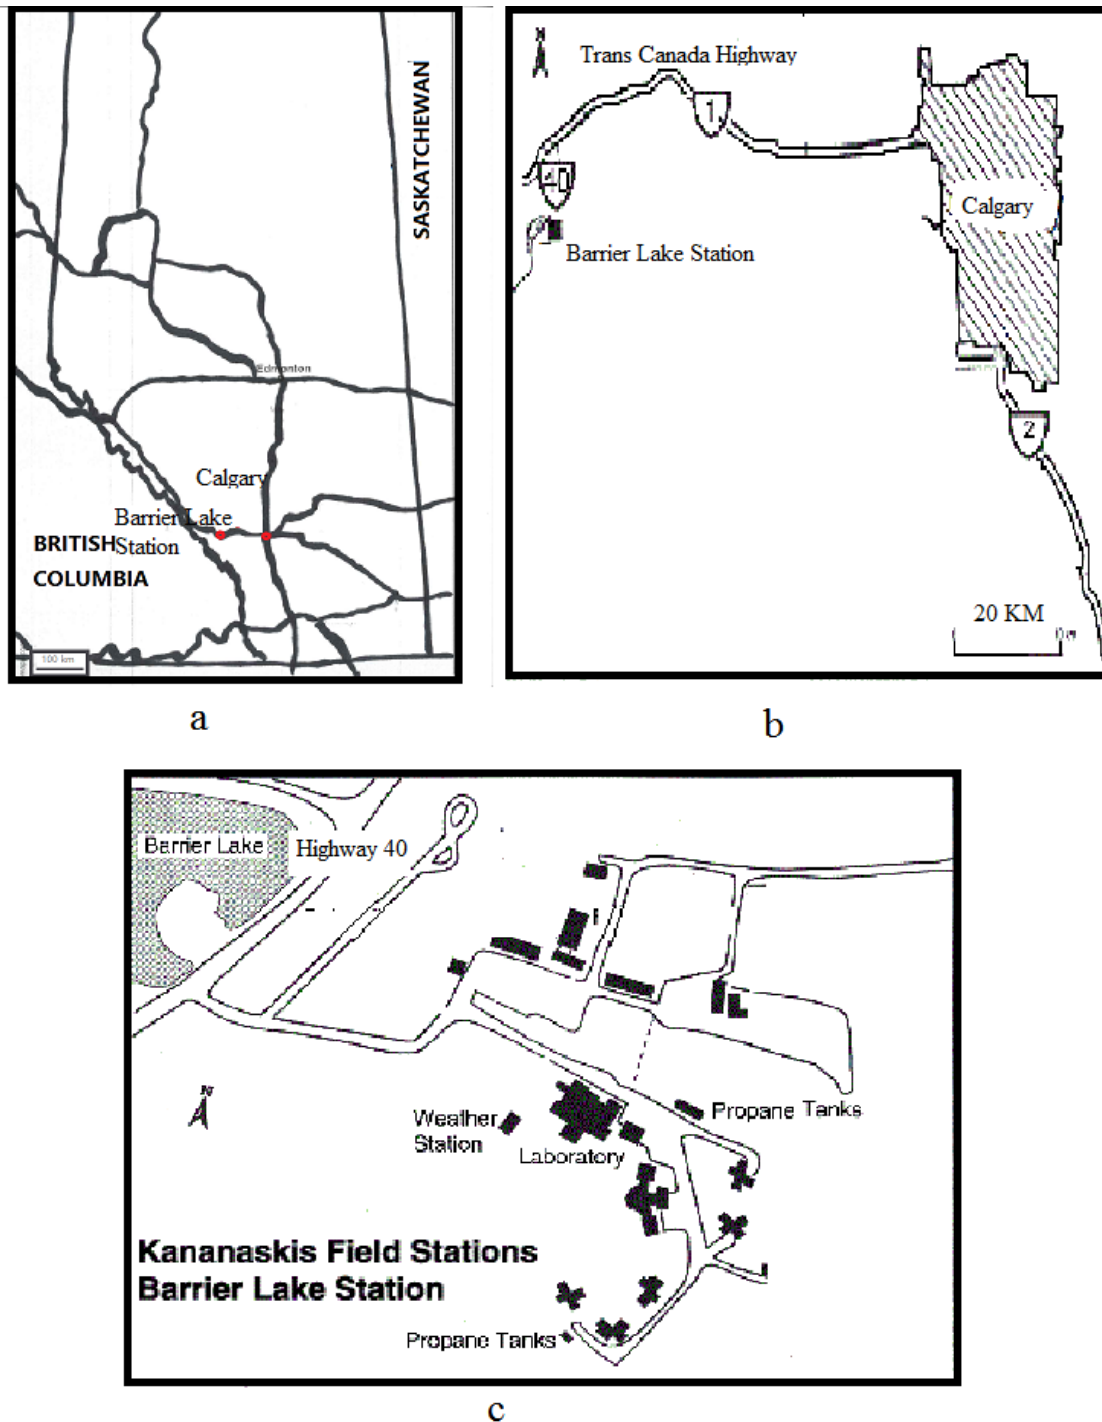 SASKATCHEWAN
Edmonton
Calgary
Barrier Lake
Station
BRITISH
COLUMBIA
100 km
a
N
Trans Canada Highway
1
40
Barrier Lake Station
Calgary
2
20 KM
b
Barrier Lake
Highway 40
N
Weather
Station
Laboratory
Propane Tanks
Kananaskis Field Stations
Barrier Lake Station
Propane Tanks
c